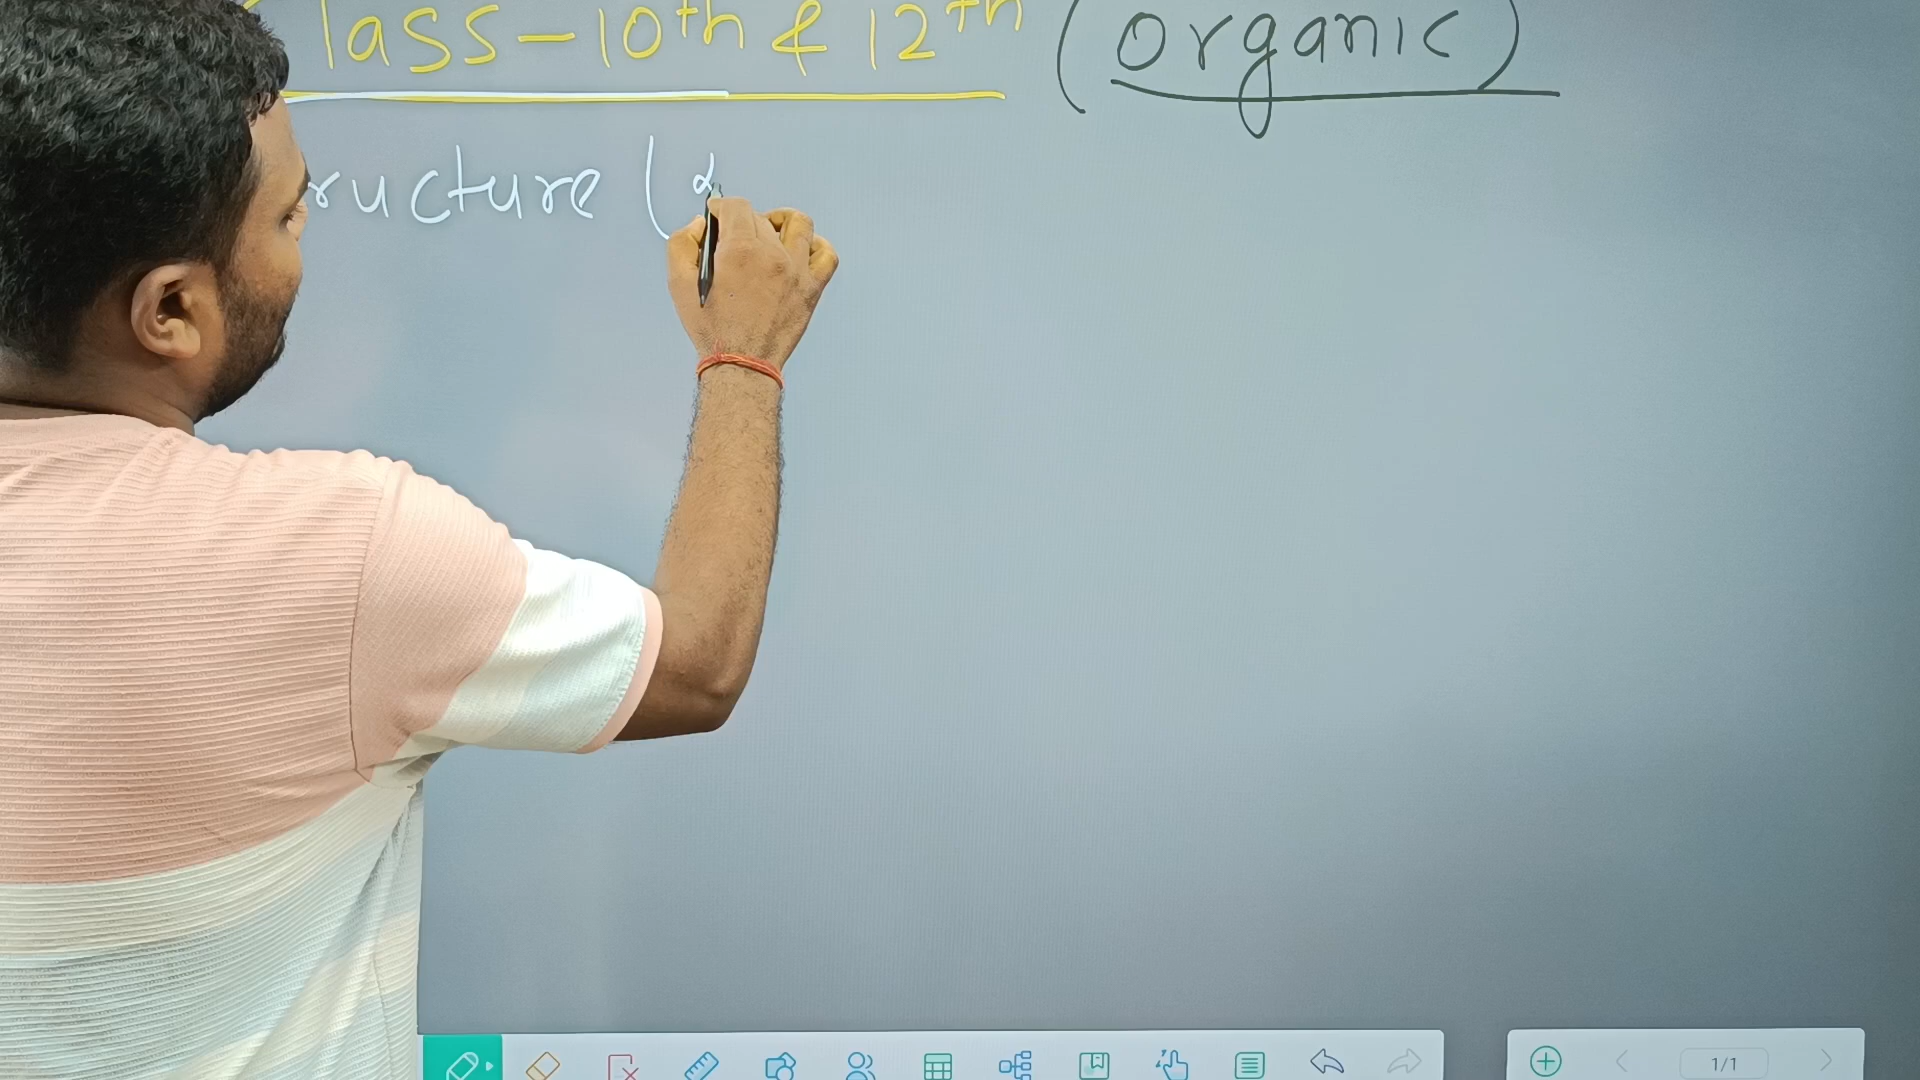 lass - 10th & 12th (organic)
ructure (
1/1